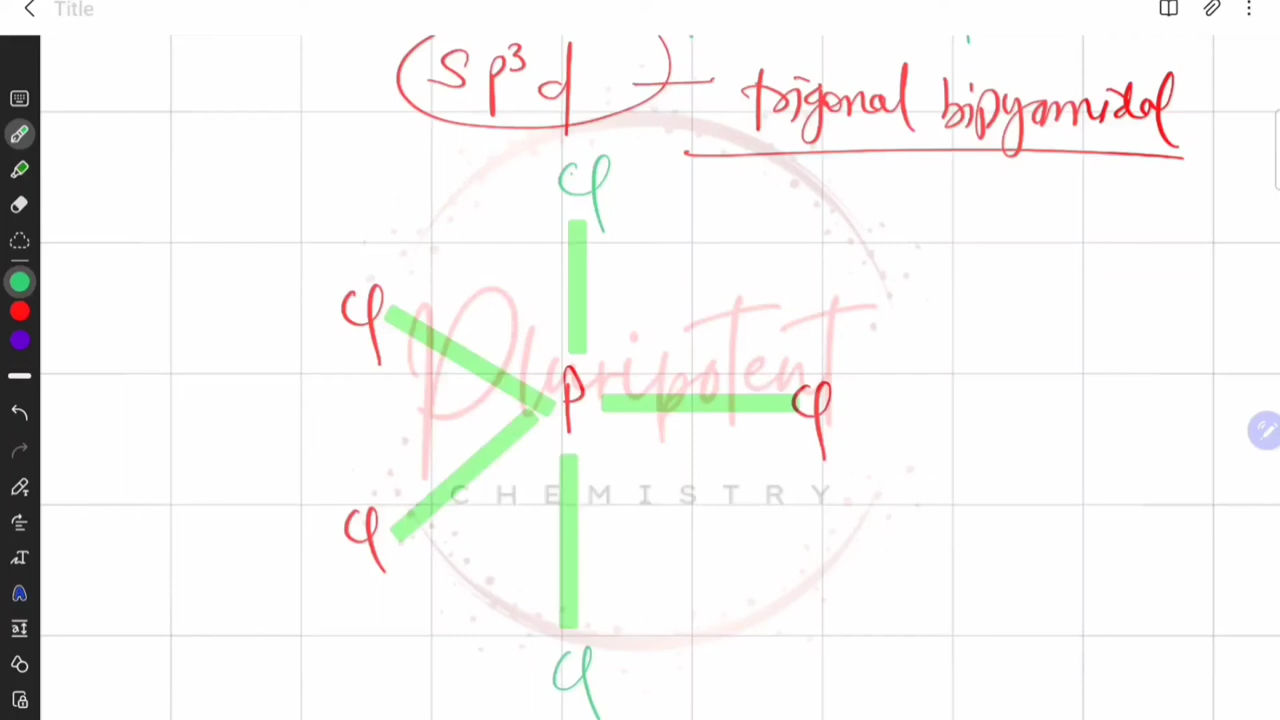 Title
sp³d — trigonal bipyramidal
Cl
Cl
P
Cl
Cl
Cl
Pluripotent
CHEMISTRY